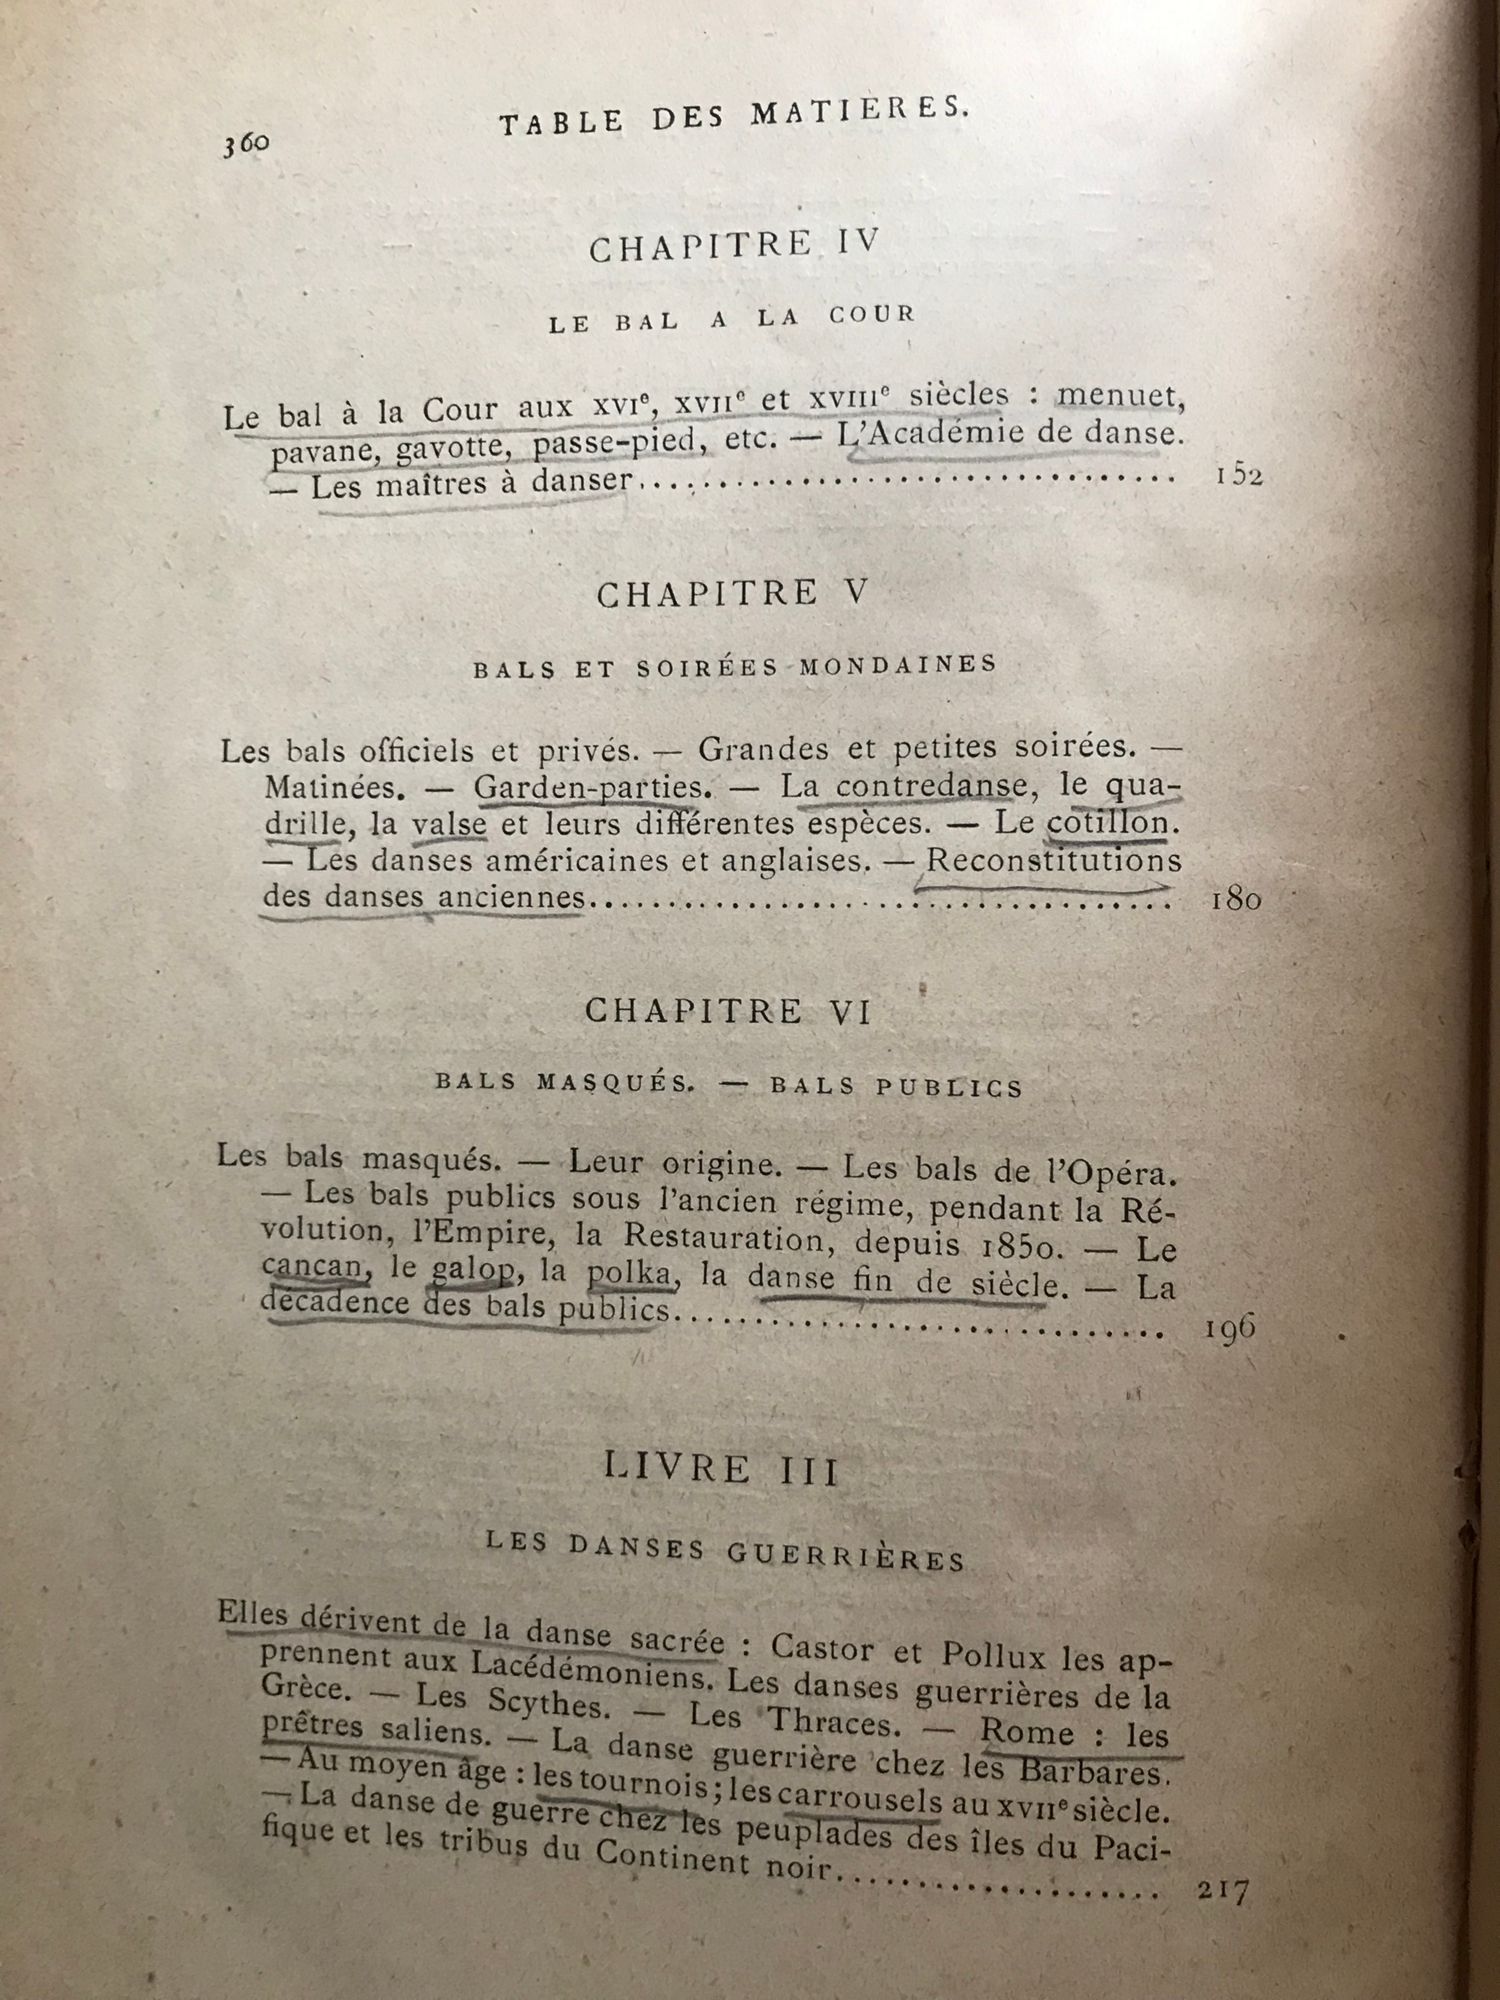 360
TABLE DES MATIERES.
CHAPITRE IV
LE BAL A LA COUR
Le bal à la Cour aux XVIe, XVIIe et XVIIIe siècles : menuet,
pavane, gavotte, passe-pied, etc. — L'Académie de danse.
— Les maîtres à danser.................................. 152
CHAPITRE V
BALS ET SOIRÉES MONDAINES
Les bals officiels et privés. — Grandes et petites soirées. —
Matinées. — Garden-parties. — La contredanse, le qua-
drille, la valse et leurs différentes espèces. — Le cotillon.
— Les danses américaines et anglaises. — Reconstitutions
des danses anciennes.................................... 180
CHAPITRE VI
BALS MASQUÉS. — BALS PUBLICS
Les bals masqués. — Leur origine. — Les bals de l'Opéra.
— Les bals publics sous l'ancien régime, pendant la Ré-
volution, l'Empire, la Restauration, depuis 1850. — Le
cancan, le galop, la polka, la danse fin de siècle. — La
décadence des bals publics.............................. 196
LIVRE III
LES DANSES GUERRIÈRES
Elles dérivent de la danse sacrée : Castor et Pollux les ap-
prennent aux Lacédémoniens. Les danses guerrières de la
Grèce. — Les Scythes. — Les Thraces. — Rome : les
prêtres saliens. — La danse guerrière chez les Barbares.
— Au moyen âge : les tournois ; les carrousels au XVIIe siècle.
— La danse de guerre chez les peuplades des îles du Paci-
fique et les tribus du Continent noir.................... 217